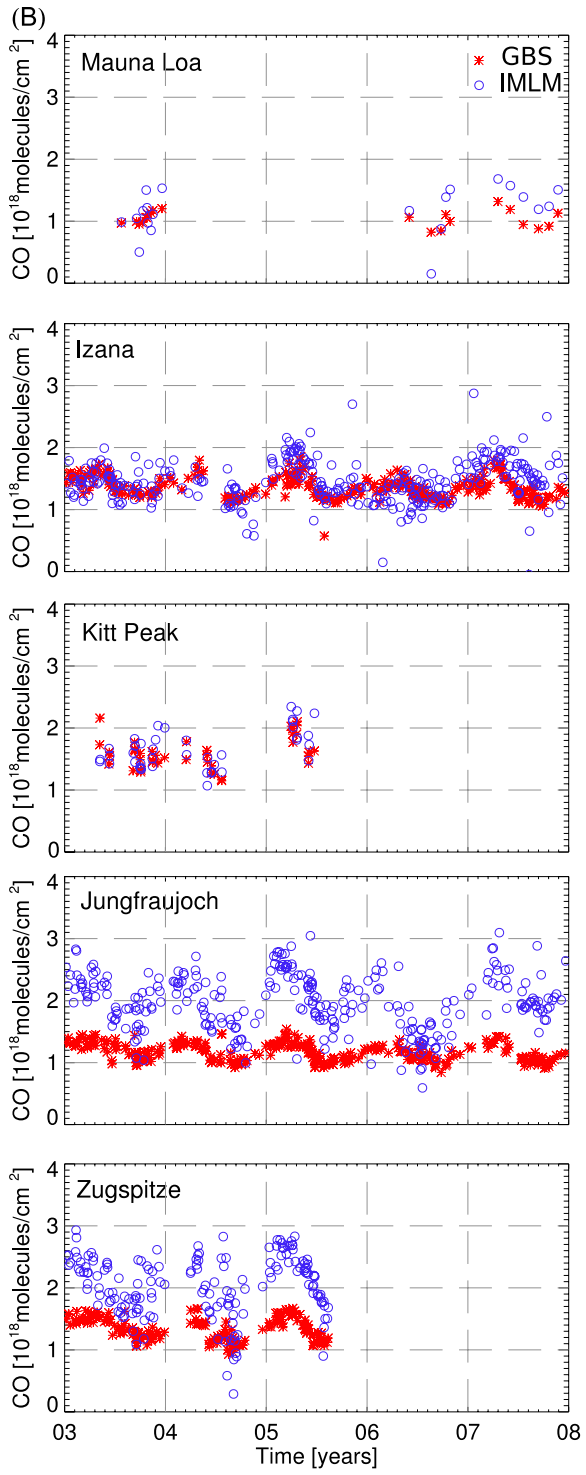 (B)
4
3
2
1
0
CO [10^18 molecules/cm^2]
Mauna Loa
GBS
IMLM
4
3
2
1
0
CO [10^18 molecules/cm^2]
Izana
4
3
2
1
0
CO [10^18 molecules/cm^2]
Kitt Peak
4
3
2
1
0
CO [10^18 molecules/cm^2]
Jungfraujoch
4
3
2
1
0
CO [10^18 molecules/cm^2]
Zugspitze
03 04 05 06 07 08
Time [years]